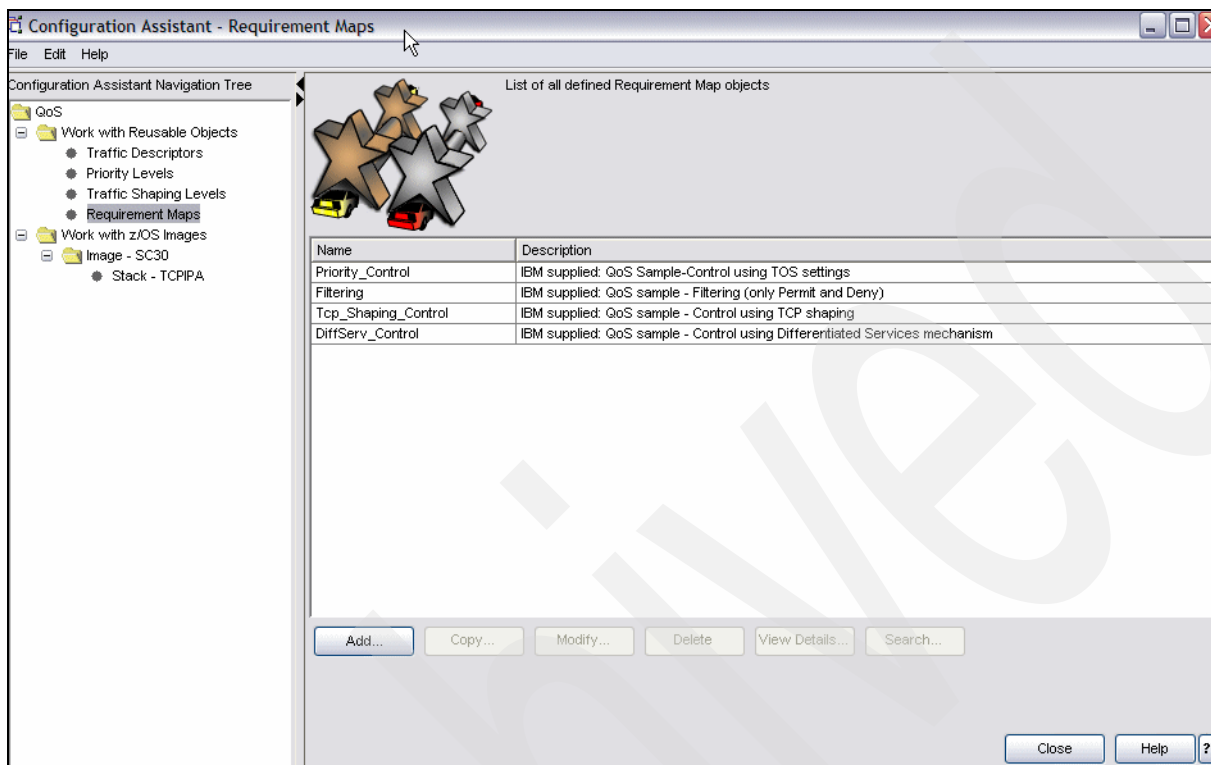 Configuration Assistant - Requirement Maps
File Edit Help
Configuration Assistant Navigation Tree
QoS
Work with Reusable Objects
Traffic Descriptors
Priority Levels
Traffic Shaping Levels
Requirement Maps
Work with z/OS Images
Image - SC30
Stack - TCPIPA
List of all defined Requirement Map objects
Name Description
Priority_Control IBM supplied: QoS Sample-Control using TOS settings
Filtering IBM supplied: QoS sample - Filtering (only Permit and Deny)
Tcp_Shaping_Control IBM supplied: QoS sample - Control using TCP shaping
DiffServ_Control IBM supplied: QoS sample - Control using Differentiated Services mechanism
Add... Copy... Modify... Delete View Details... Search...
Close Help ?